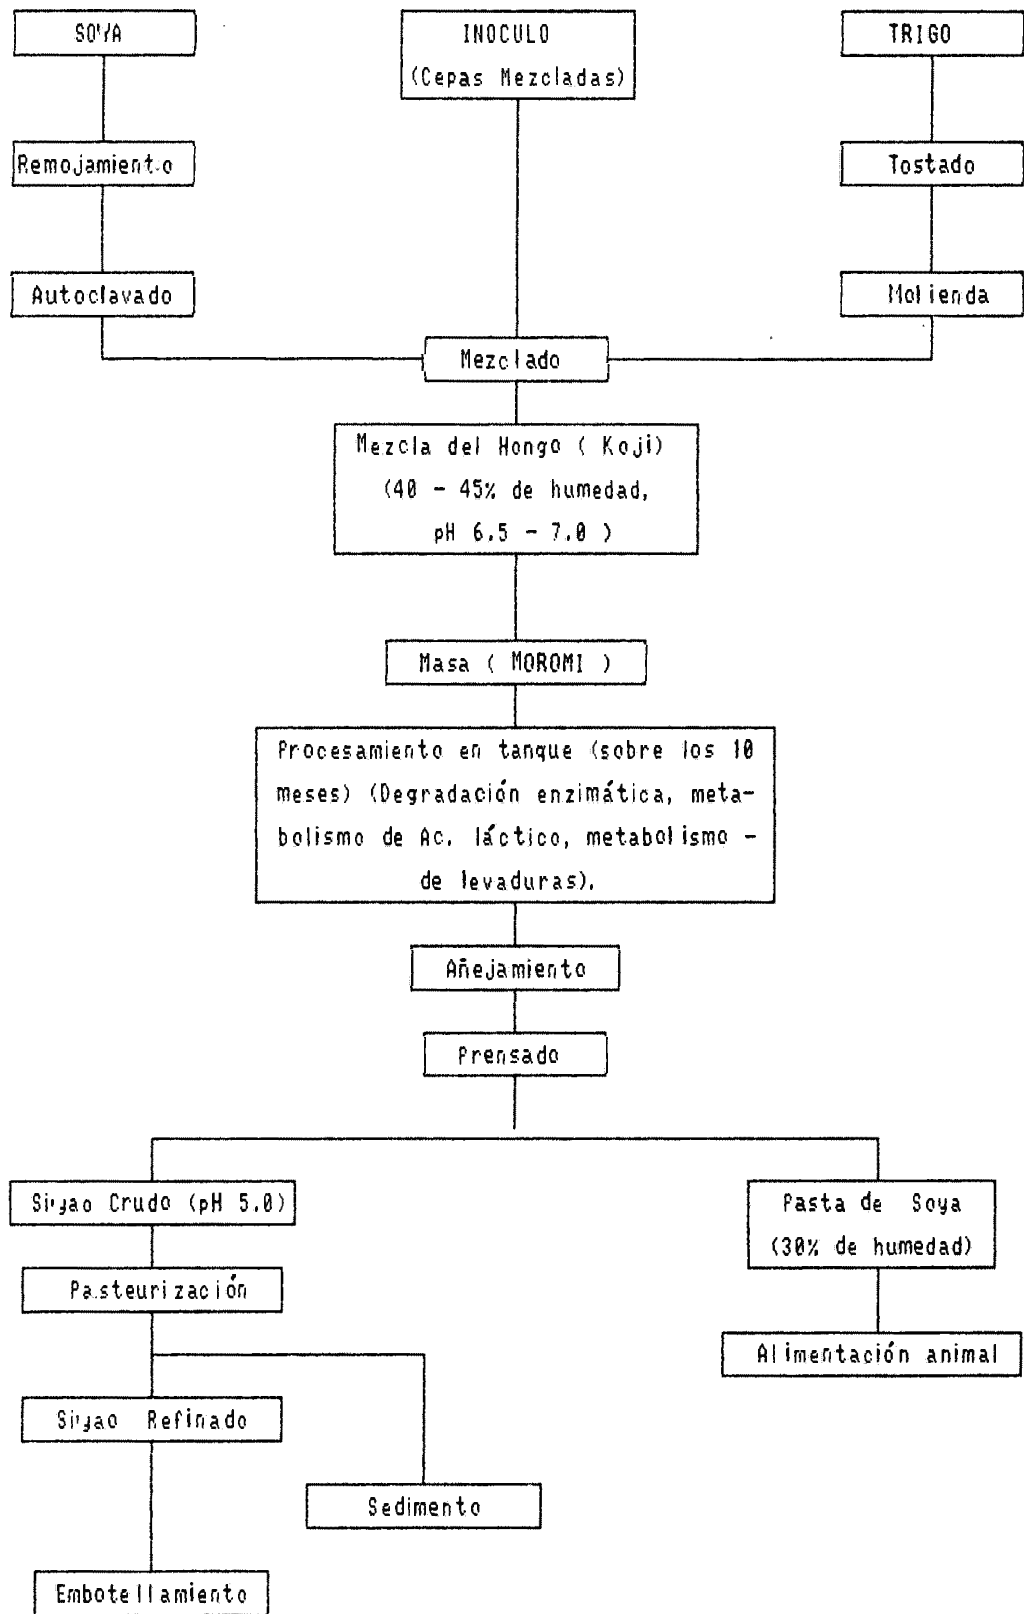 SOYA
INOCULO
(Cepas Mezcladas)
TRIGO
Remojamiento
Tostado
Autoclavado
Molienda
Mezclado
Mezcla del Hongo ( Koji)
(40 - 45% de humedad,
pH 6.5 - 7.0 )
Masa ( MOROMI )
Procesamiento en tanque (sobre los 10
meses) (Degradación enzimática, meta-
bolismo de Ac. láctico, metabolismo -
de levaduras).
Añejamiento
Prensado
Siyao Crudo (pH 5.0)
Pasta de Soya
(30% de humedad)
Pasteurización
Alimentación animal
Siyao Refinado
Sedimento
Embotellamiento